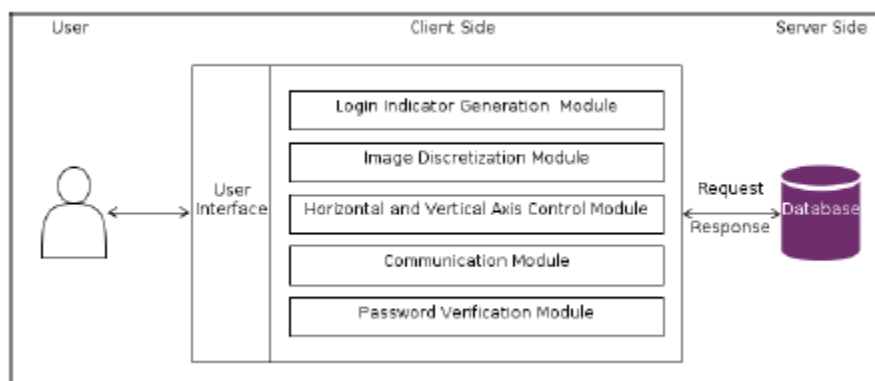 User
Client Side
Server Side
Login Indicator Generation Module
Image Discretization Module
User
Interface
Horizontal and Vertical Axis Control Module
Communication Module
Password Verification Module
Request
Response
Database